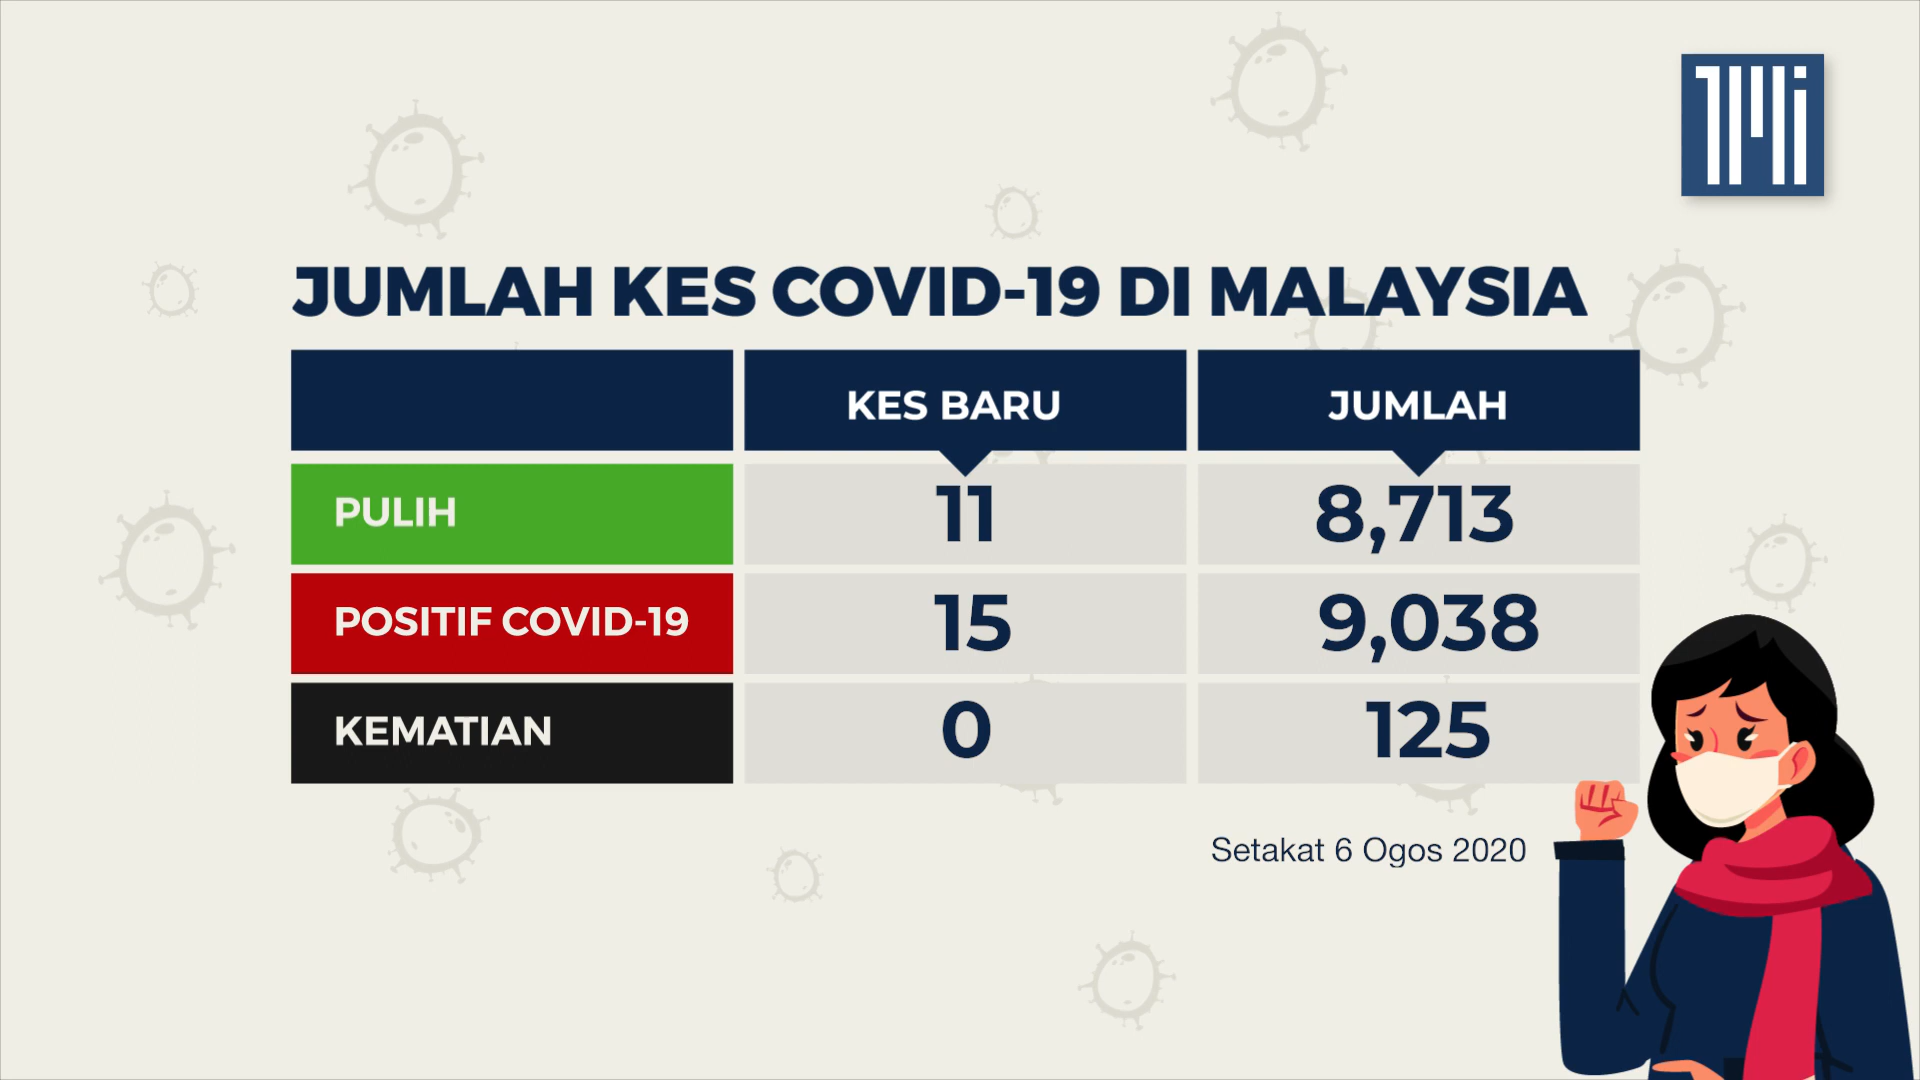 JUMLAH KES COVID-19 DI MALAYSIA
KES BARU JUMLAH
PULIH 11 8,713
POSITIF COVID-19 15 9,038
KEMATIAN 0 125
Setakat 6 Ogos 2020